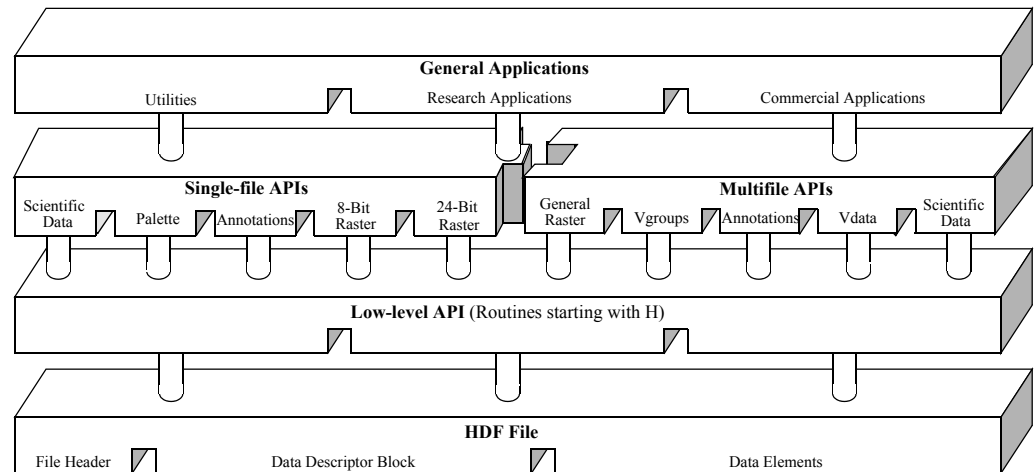 General Applications
Utilities
Research Applications
Commercial Applications
Single-file APIs
Scientific
Data
Palette
Annotations
8-Bit
Raster
24-Bit
Raster
Multifile APIs
General
Raster
Vgroups
Annotations
Vdata
Scientific
Data
Low-level API (Routines starting with H)
HDF File
File Header
Data Descriptor Block
Data Elements